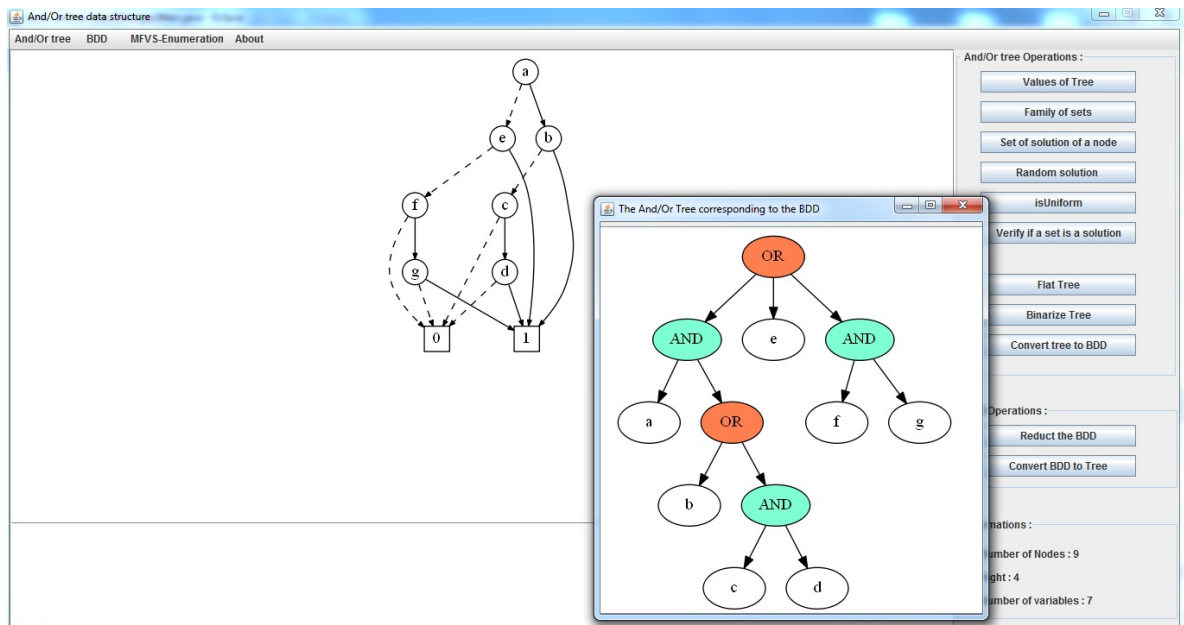 And/Or tree data structure
And/Or tree BDD MFVS-Enumeration About
a
e b
f c
g d
0 1
And/Or tree Operations :
Values of Tree
Family of sets
Set of solution of a node
Random solution
isUniform
Verify if a set is a solution
Flat Tree
Binarize Tree
Convert tree to BDD
Operations :
Reduct the BDD
Convert BDD to Tree
mations :
umber of Nodes : 9
ght : 4
umber of variables : 7
The And/Or Tree corresponding to the BDD
OR
AND e AND
a OR f g
b AND
c d